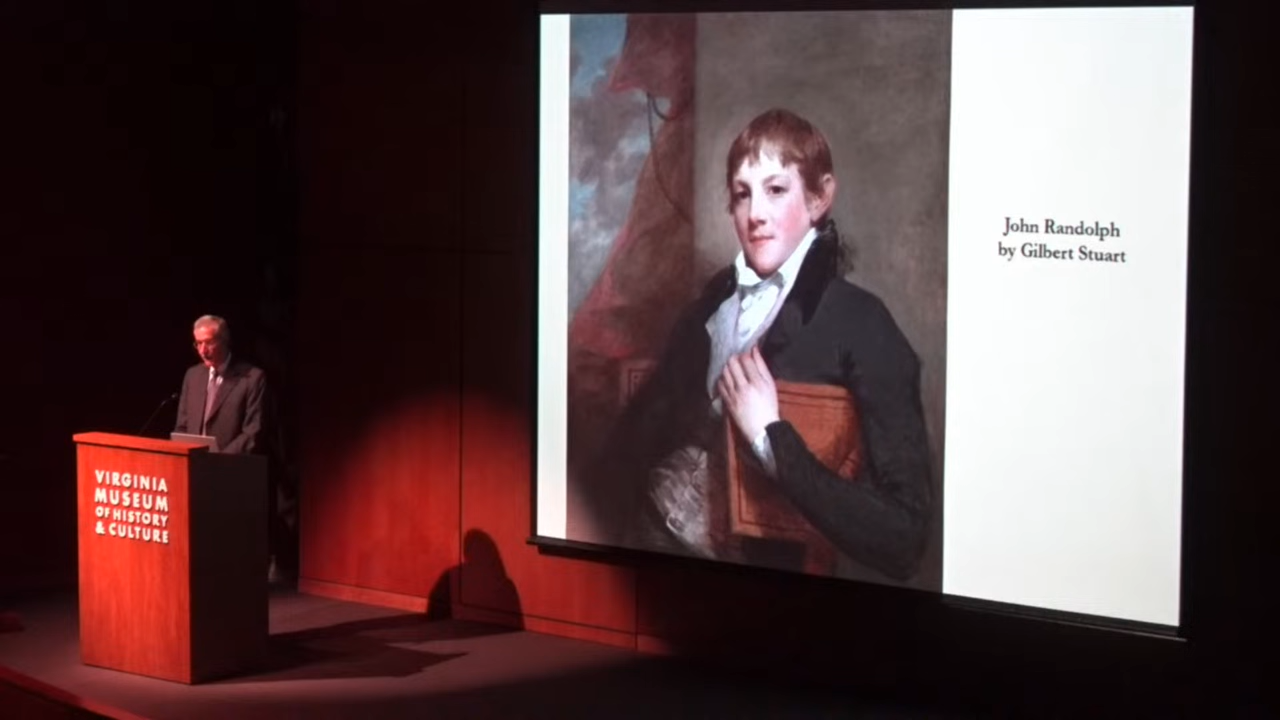 VIRGINIA
MUSEUM
OF HISTORY
& CULTURE
John Randolph
by Gilbert Stuart